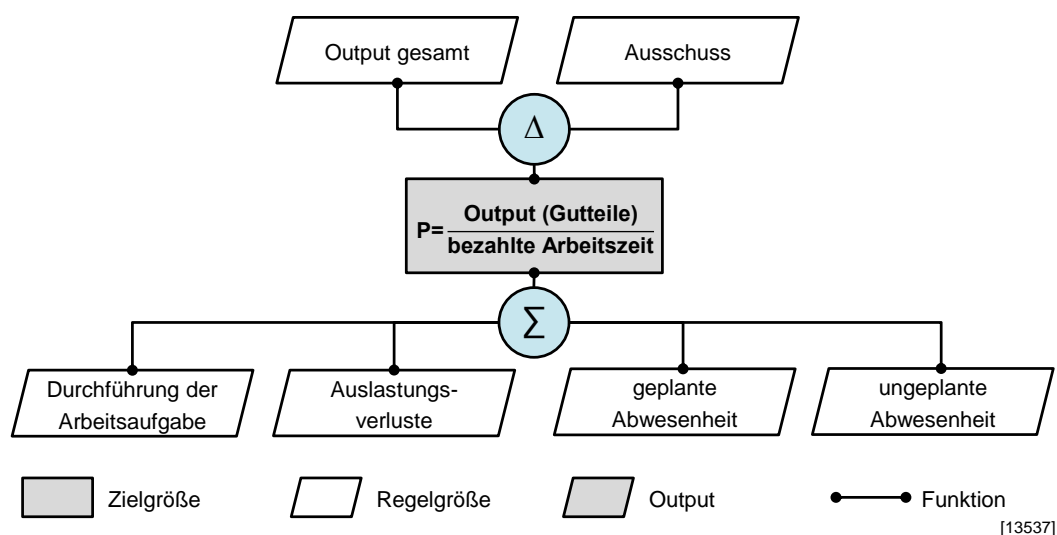 Output gesamt
Ausschuss
Δ
P= Output (Gutteile)
bezahlte Arbeitszeit
Σ
Durchführung der
Arbeitsaufgabe
Auslastungs-
verluste
geplante
Abwesenheit
ungeplante
Abwesenheit
Zielgröße
Regelgröße
Output
Funktion
[13537]